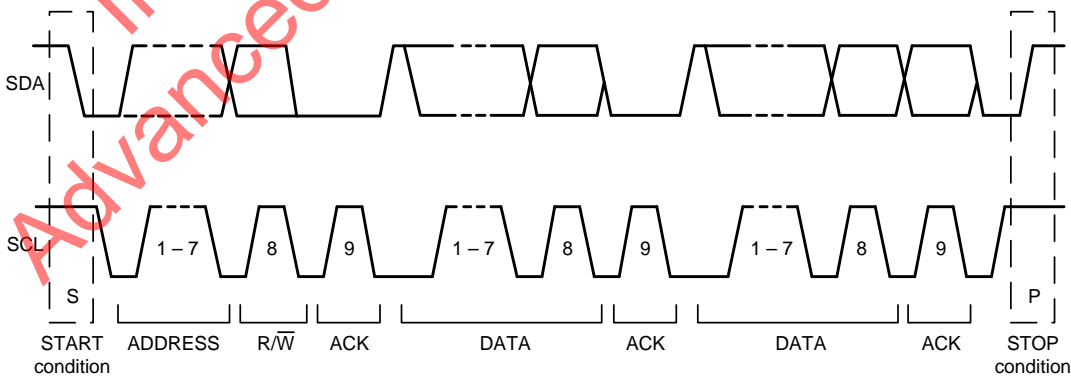 SDA
SCL
1 – 7
8
9
1 – 7
8
9
1 – 7
8
9
S
P
START condition
ADDRESS
R/W̅
ACK
DATA
ACK
DATA
ACK
STOP condition
Advanced